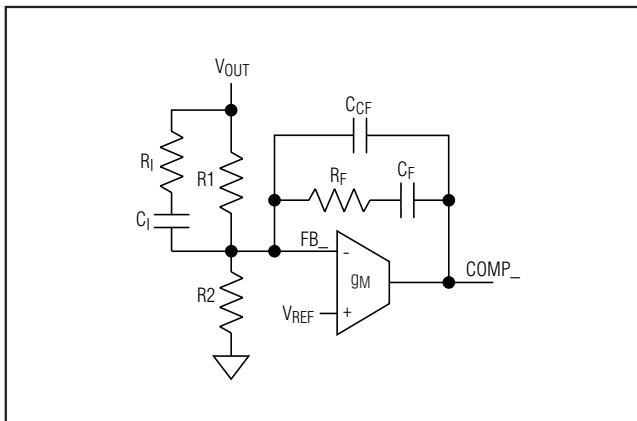 VOUT
CCF
RI
R1
RF
CF
CI
FB_
-
gM
COMP_
R2
VREF
+